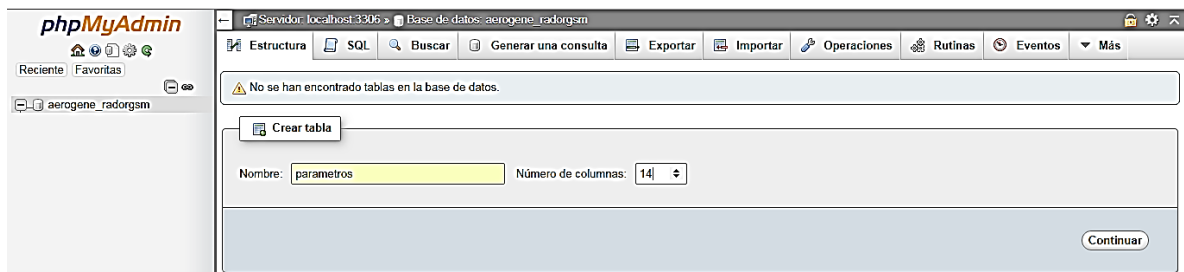 phpMyAdmin
Reciente Favoritas
aerogene_radorgsm
Servidor: localhost:3306 » Base de datos: aerogene_radorgsm
Estructura SQL Buscar Generar una consulta Exportar Importar Operaciones Rutinas Eventos Más
No se han encontrado tablas en la base de datos.
Crear tabla
Nombre: parametros Número de columnas: 14
Continuar